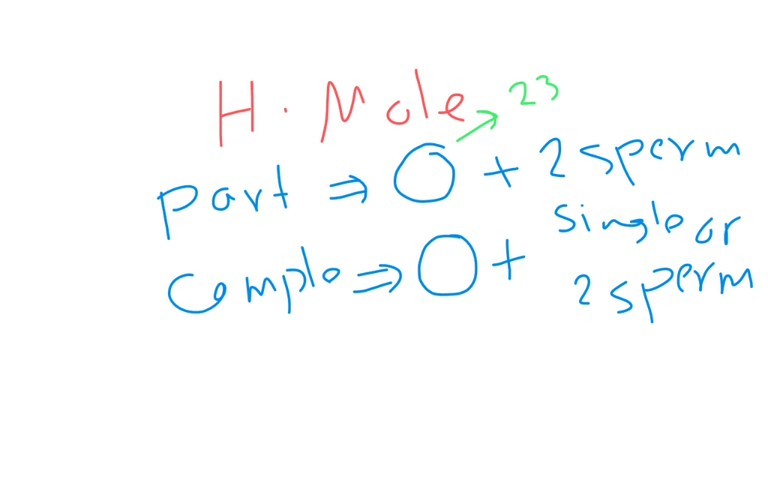 H. Mole 23
Part ⇒ O + 2 sperm
Comple ⇒ O + single or
2 sperm